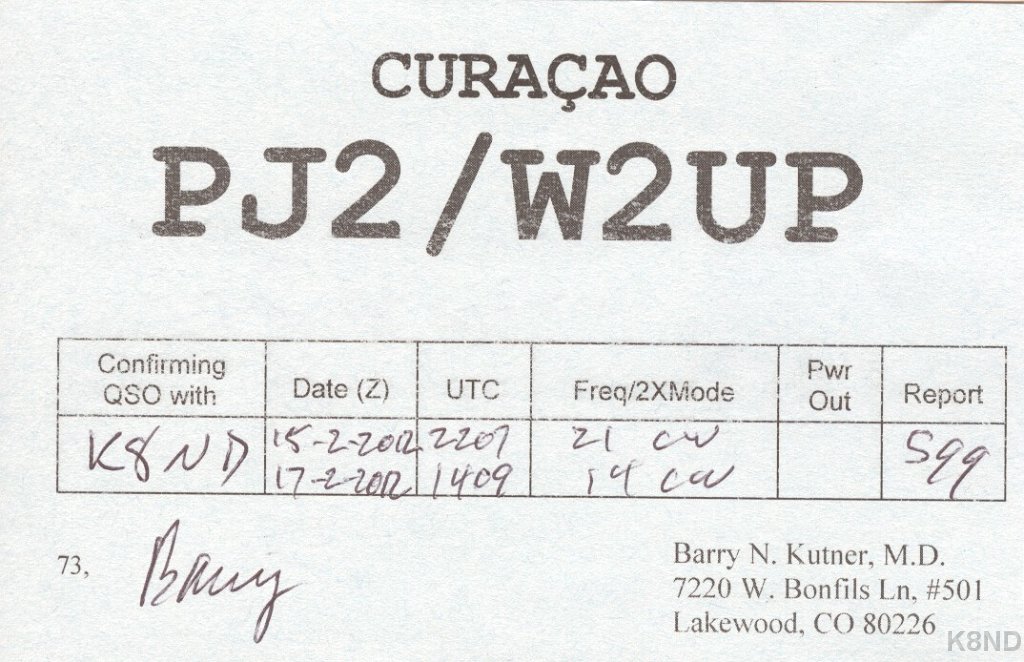 CURAÇAO
PJ2/W2UP
Confirming QSO with Date (Z) UTC Freq/2XMode Pwr Out Report
K8ND 15-2-2012 2207 21 CW 599
17-2-2012 1409 14 CW
73, Barry
Barry N. Kutner, M.D.
7220 W. Bonfils Ln, #501
Lakewood, CO 80226
K8ND